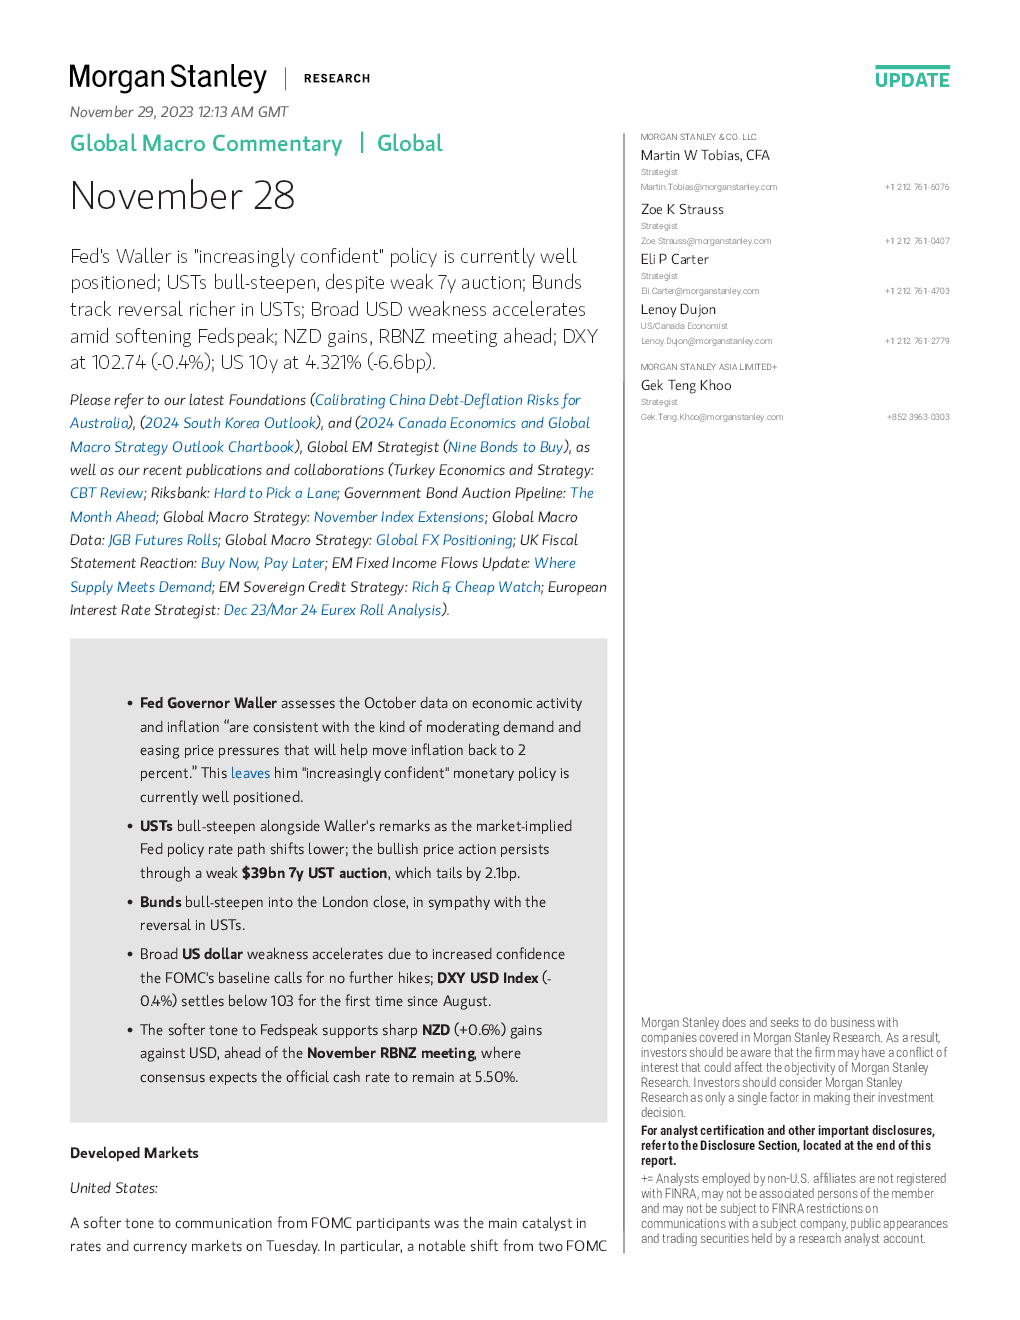 Morgan Stanley | RESEARCH
UPDATE
November 29, 2023 12:13 AM GMT
Global Macro Commentary | Global
November 28
Fed's Waller is "increasingly confident" policy is currently well
positioned; USTs bull-steepen, despite weak 7y auction; Bunds
track reversal richer in USTs; Broad USD weakness accelerates
amid softening Fedspeak; NZD gains, RBNZ meeting ahead; DXY
at 102.74 (-0.4%); US 10y at 4.321% (-6.6bp).
Please refer to our latest Foundations (Calibrating China Debt-Deflation Risks for
Australia), (2024 South Korea Outlook), and (2024 Canada Economics and Global
Macro Strategy Outlook Chartbook), Global EM Strategist (Nine Bonds to Buy), as
well as our recent publications and collaborations (Turkey Economics and Strategy:
CBT Review; Riksbank: Hard to Pick a Lane; Government Bond Auction Pipeline: The
Month Ahead; Global Macro Strategy: November Index Extensions; Global Macro
Data: JGB Futures Rolls; Global Macro Strategy: Global FX Positioning; UK Fiscal
Statement Reaction: Buy Now, Pay Later; EM Fixed Income Flows Update: Where
Supply Meets Demand; EM Sovereign Credit Strategy: Rich & Cheap Watch; European
Interest Rate Strategist: Dec 23/Mar 24 Eurex Roll Analysis).
• Fed Governor Waller assesses the October data on economic activity
and inflation “are consistent with the kind of moderating demand and
easing price pressures that will help move inflation back to 2
percent.” This leaves him "increasingly confident" monetary policy is
currently well positioned.
• USTs bull-steepen alongside Waller's remarks as the market-implied
Fed policy rate path shifts lower; the bullish price action persists
through a weak $39bn 7y UST auction, which tails by 2.1bp.
• Bunds bull-steepen into the London close, in sympathy with the
reversal in USTs.
• Broad US dollar weakness accelerates due to increased confidence
the FOMC's baseline calls for no further hikes; DXY USD Index (-
0.4%) settles below 103 for the first time since August.
• The softer tone to Fedspeak supports sharp NZD (+0.6%) gains
against USD, ahead of the November RBNZ meeting, where
consensus expects the official cash rate to remain at 5.50%.
Developed Markets
United States:
A softer tone to communication from FOMC participants was the main catalyst in
rates and currency markets on Tuesday. In particular, a notable shift from two FOMC
MORGAN STANLEY & CO. LLC
Martin W Tobias, CFA
Strategist
Martin.Tobias@morganstanley.com +1 212 761-6076
Zoe K Strauss
Strategist
Zoe.Strauss@morganstanley.com +1 212 761-0407
Eli P Carter
Strategist
Eli.Carter@morganstanley.com +1 212 761-4703
Lenoy Dujon
US/Canada Economist
Lenoy.Dujon@morganstanley.com +1 212 761-2779
MORGAN STANLEY ASIA LIMITED+
Gek Teng Khoo
Strategist
Gek.Teng.Khoo@morganstanley.com +852 3963-0303
Morgan Stanley does and seeks to do business with
companies covered in Morgan Stanley Research. As a result,
investors should be aware that the firm may have a conflict of
interest that could affect the objectivity of Morgan Stanley
Research. Investors should consider Morgan Stanley
Research as only a single factor in making their investment
decision.
For analyst certification and other important disclosures,
refer to the Disclosure Section, located at the end of this
report.
+= Analysts employed by non-U.S. affiliates are not registered
with FINRA, may not be associated persons of the member
and may not be subject to FINRA restrictions on
communications with a subject company, public appearances
and trading securities held by a research analyst account.